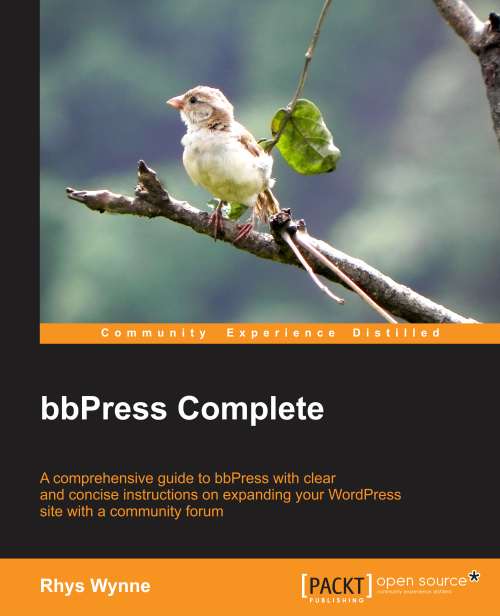 Community Experience Distilled
bbPress Complete
A comprehensive guide to bbPress with clear
and concise instructions on expanding your WordPress
site with a community forum
Rhys Wynne
[PACKT]
PUBLISHING
open source*
community experience distilled